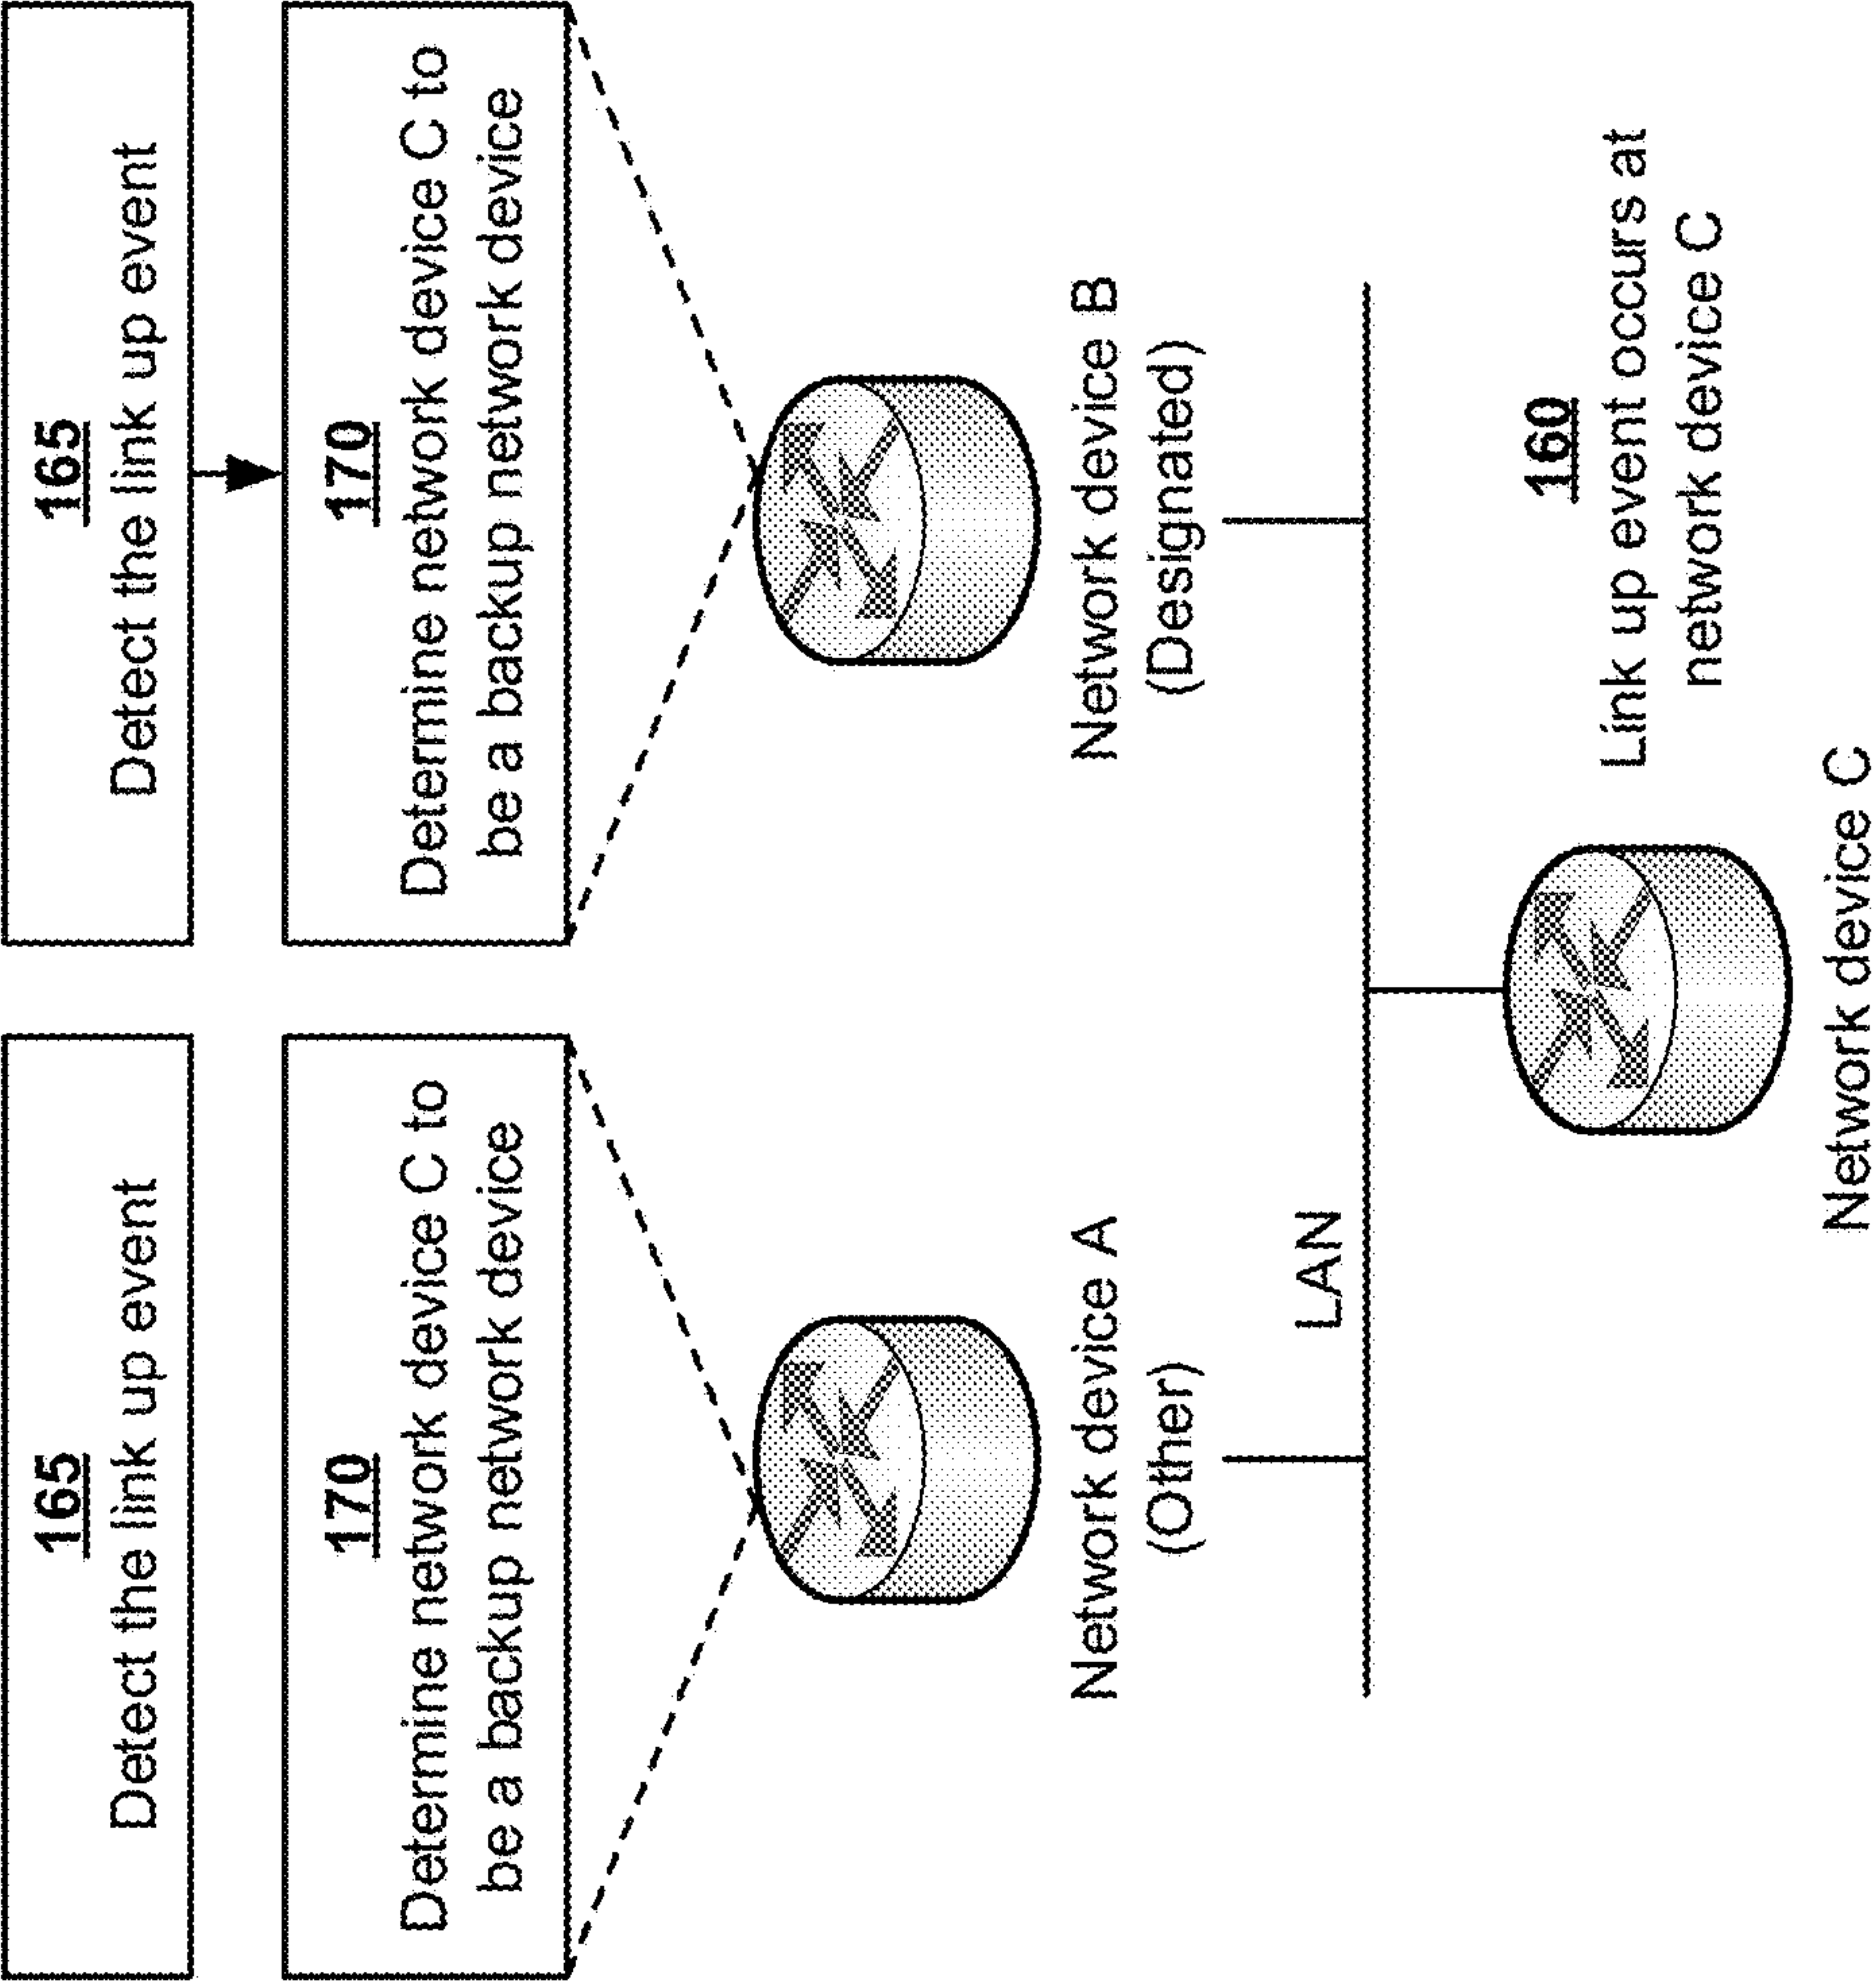 165
Detect the link up event
170
Determine network device C to
be a backup network device
Network device A
(Other)
165
Detect the link up event
170
Determine network device C to
be a backup network device
Network device B
(Designated)
LAN
160
Link up event occurs at
network device C
Network device C